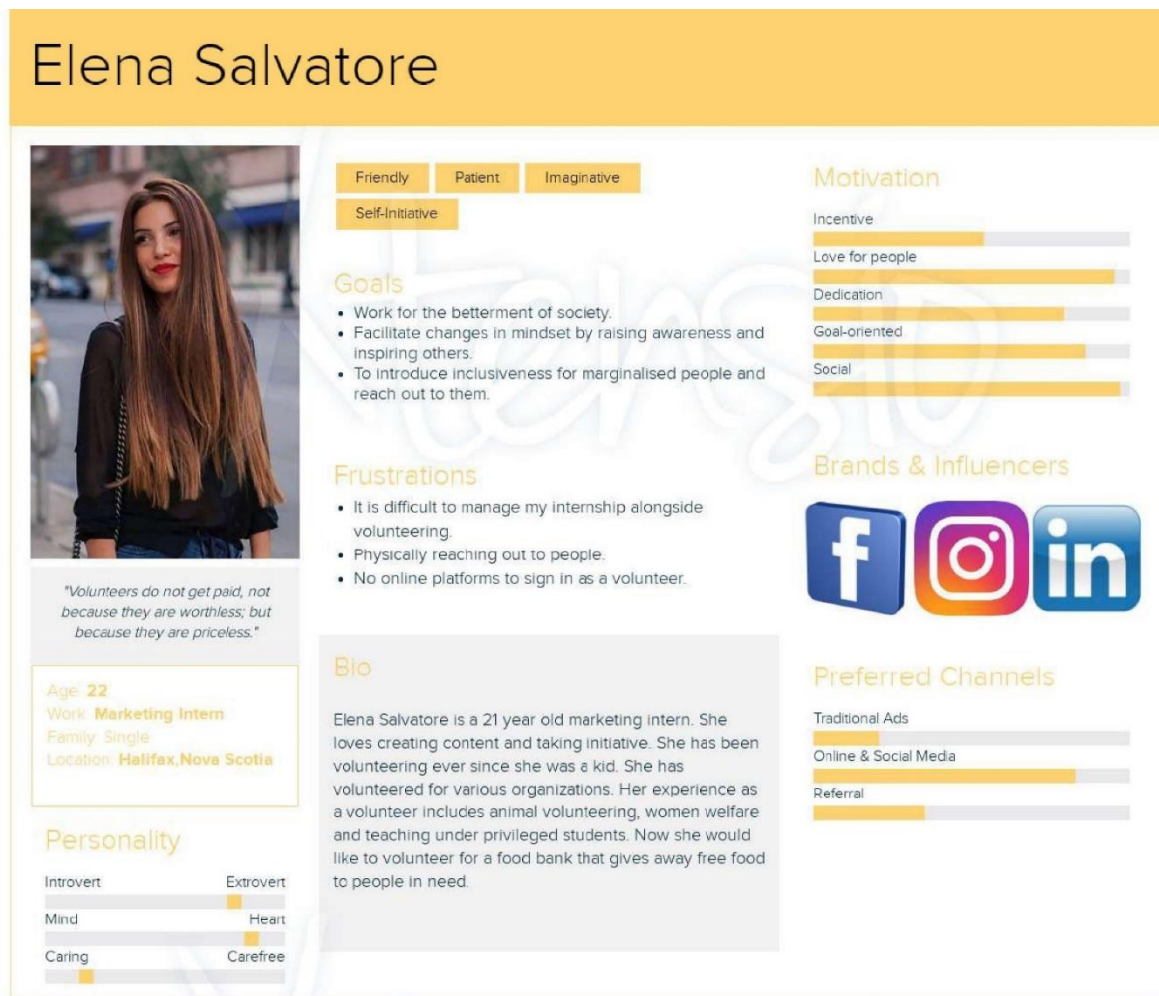 Elena Salvatore
"Volunteers do not get paid, not
because they are worthless; but
because they are priceless."
Age: 22
Work: Marketing Intern
Family: Single
Location: Halifax,Nova Scotia
Personality
Introvert Extrovert
Mind Heart
Caring Carefree
Friendly Patient Imaginative
Self-Initiative
Goals
• Work for the betterment of society.
• Facilitate changes in mindset by raising awareness and
inspiring others.
• To introduce inclusiveness for marginalised people and
reach out to them.
Frustrations
• It is difficult to manage my internship alongside
volunteering.
• Physically reaching out to people.
• No online platforms to sign in as a volunteer.
Bio
Elena Salvatore is a 21 year old marketing intern. She
loves creating content and taking initiative. She has been
volunteering ever since she was a kid. She has
volunteered for various organizations. Her experience as
a volunteer includes animal volunteering, women welfare
and teaching under privileged students. Now she would
like to volunteer for a food bank that gives away free food
to people in need.
Motivation
Incentive
Love for people
Dedication
Goal-oriented
Social
Brands & Influencers
f
in
Preferred Channels
Traditional Ads
Online & Social Media
Referral
xtensio